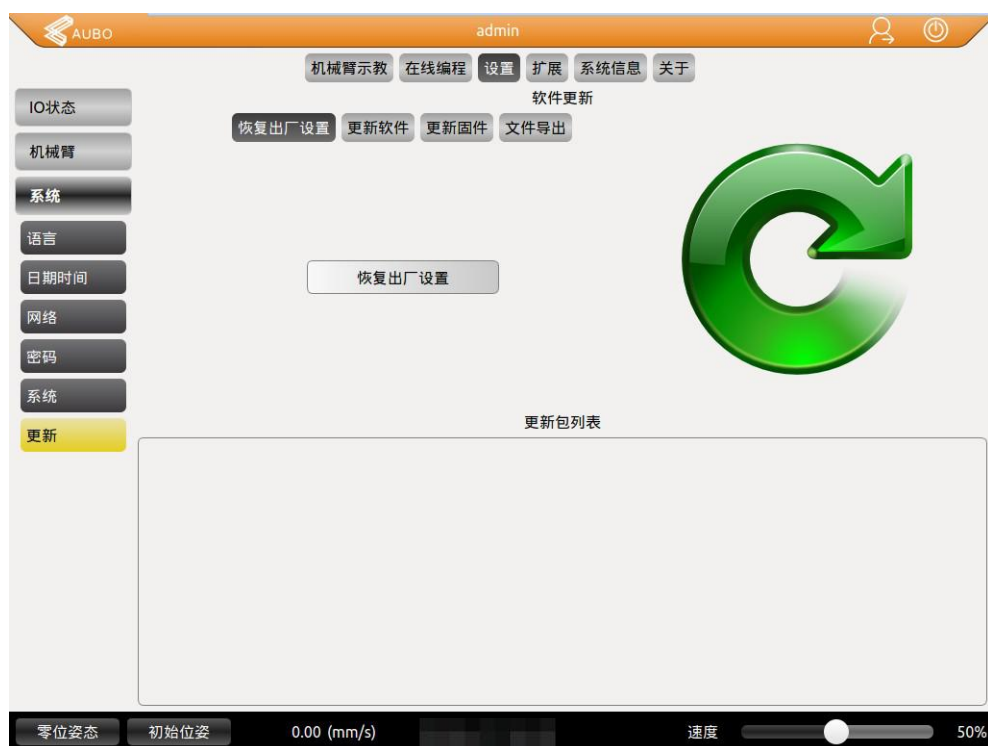 AUBO
admin
机械臂示教 在线编程 设置 扩展 系统信息 关于
软件更新
恢复出厂设置 更新软件 更新固件 文件导出
IO状态
机械臂
系统
语言
日期时间
网络
密码
系统
更新
恢复出厂设置
更新包列表
零位姿态 初始位姿 0.00 (mm/s) 速度 50%